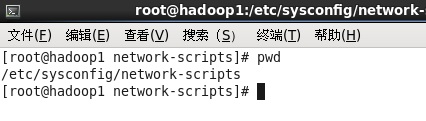 root@hadoop1:/etc/sysconfig/network-
文件(F) 编辑(E) 查看(V) 搜索 (S) 终端(T) 帮助(H)
[root@hadoop1 network-scripts]# pwd
/etc/sysconfig/network-scripts
[root@hadoop1 network-scripts]#